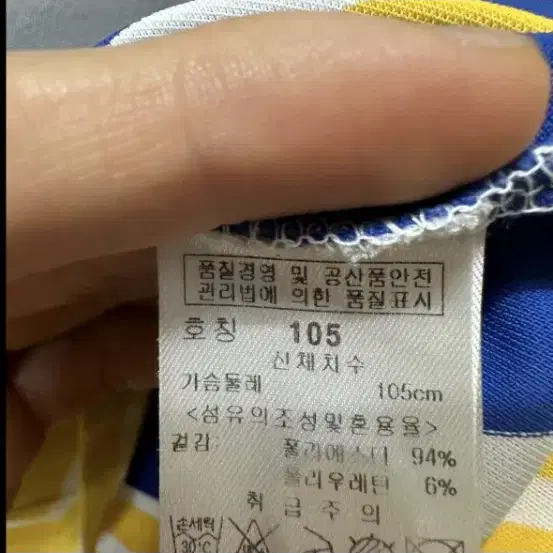 품질경영 및 공산품안전
관리법에 의한 품질표시
호칭 105
신체치수
가슴둘레 105cm
<섬유의조성및혼용율>
겉감: 폴리에스터 94%
폴리우레탄 6%
취급주의
손세탁
30℃